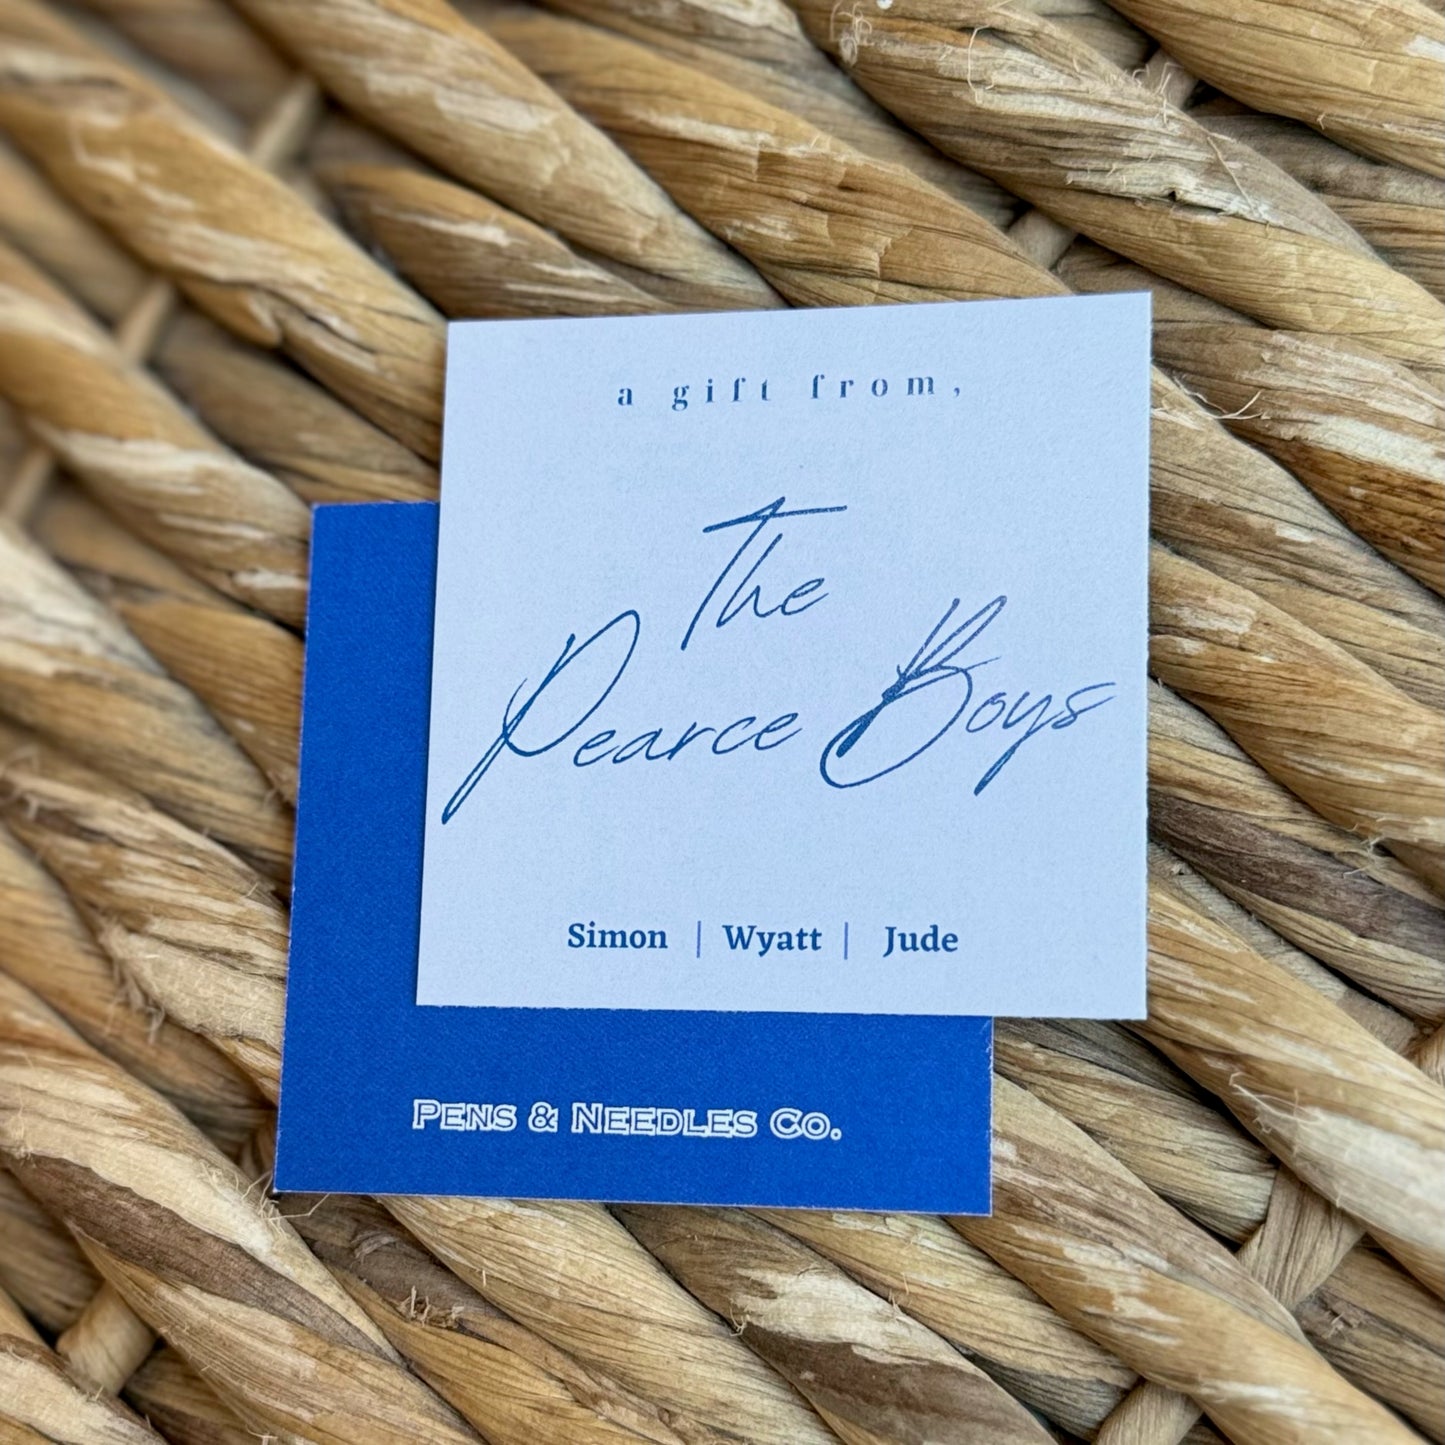 a gift from,
The
Pearce Boys
Simon | Wyatt | Jude
PENS & NEEDLES CO.